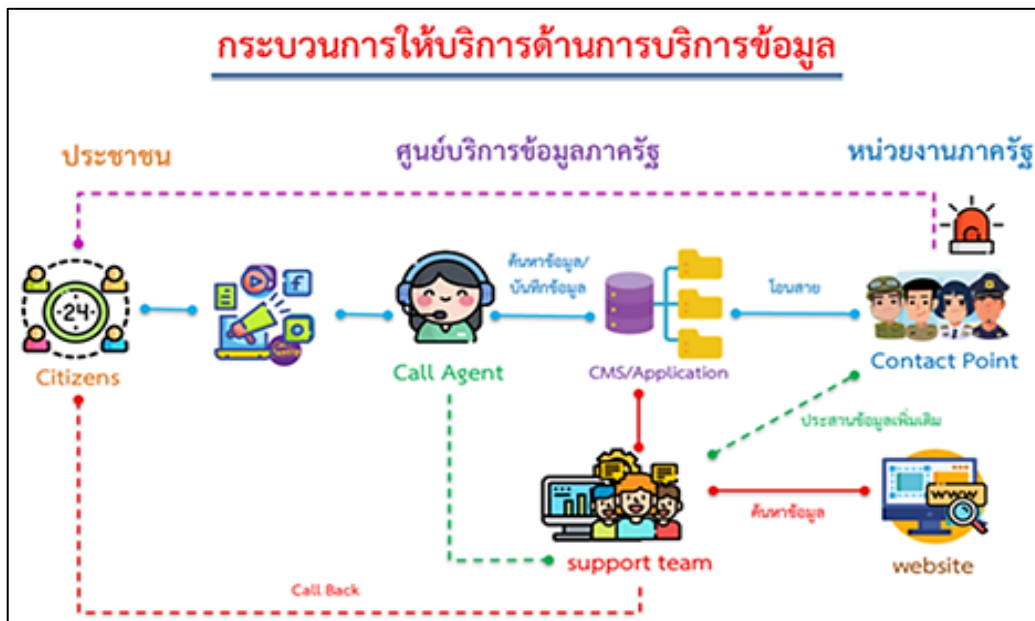 กระบวนการให้บริการด้านการบริการข้อมูล
ประชาชน
ศูนย์บริการข้อมูลภาครัฐ
หน่วยงานภาครัฐ
24
Citizens
Call Agent
ค้นหาข้อมูล/
บันทึกข้อมูล
CMS/Application
โอนสาย
Contact Point
ประสานข้อมูลเพิ่มเติม
support team
ค้นหาข้อมูล
www
website
Call Back